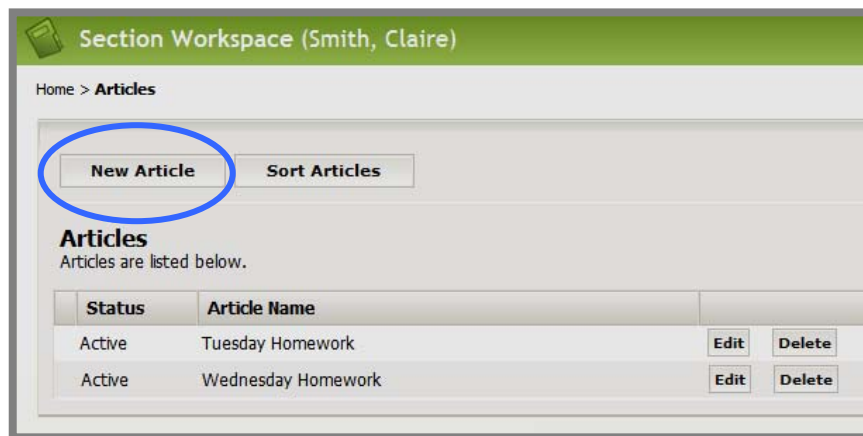 Section Workspace (Smith, Claire)
Home > Articles
New Article Sort Articles
Articles
Articles are listed below.
Status Article Name
Active Tuesday Homework Edit Delete
Active Wednesday Homework Edit Delete